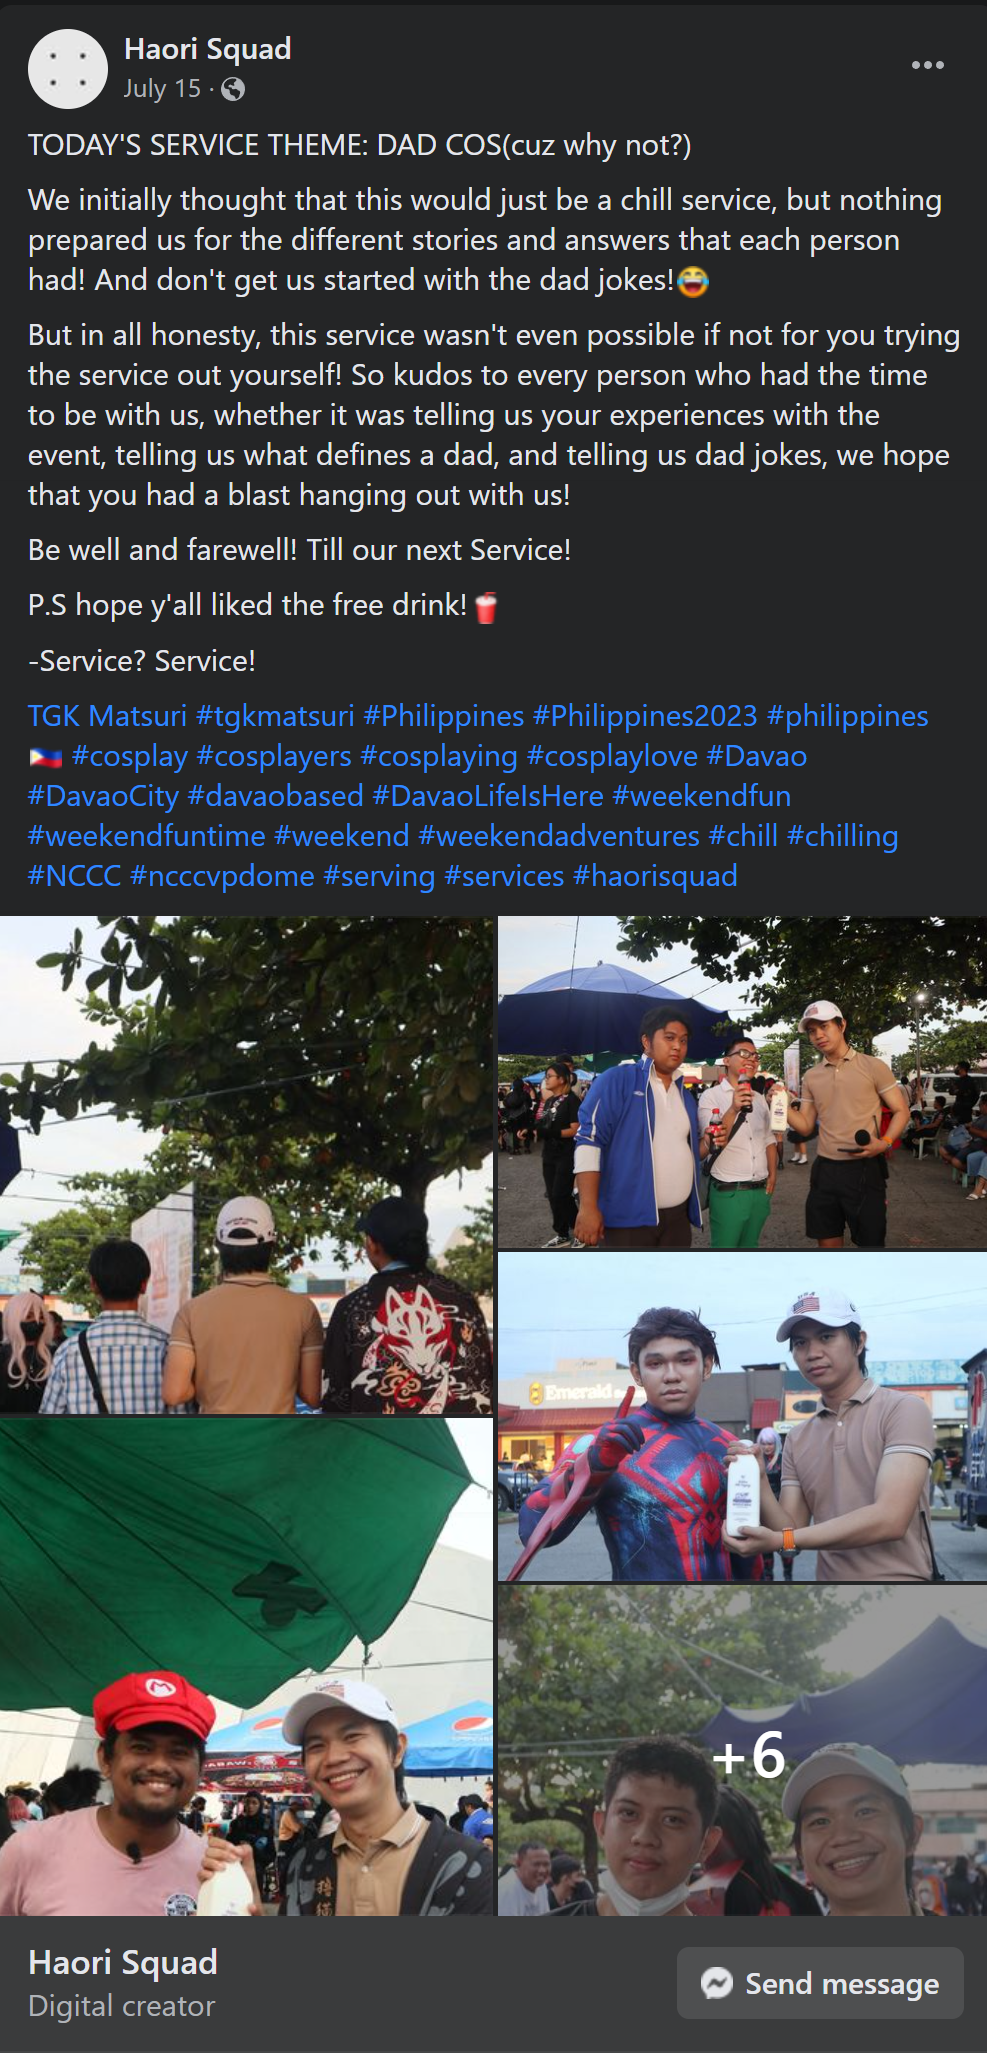 Haori Squad
July 15 ·
TODAY'S SERVICE THEME: DAD COS(cuz why not?)
We initially thought that this would just be a chill service, but nothing
prepared us for the different stories and answers that each person
had! And don't get us started with the dad jokes!😂
But in all honesty, this service wasn't even possible if not for you trying
the service out yourself! So kudos to every person who had the time
to be with us, whether it was telling us your experiences with the
event, telling us what defines a dad, and telling us dad jokes, we hope
that you had a blast hanging out with us!
Be well and farewell! Till our next Service!
P.S hope y'all liked the free drink!🥤
-Service? Service!
TGK Matsuri #tgkmatsuri #Philippines #Philippines2023 #philippines
🇵🇭 #cosplay #cosplayers #cosplaying #cosplaylove #Davao
#DavaoCity #davaobased #DavaoLifeIsHere #weekendfun
#weekendfuntime #weekend #weekendadventures #chill #chilling
#NCCC #ncccvpdome #serving #services #haorisquad
Emerald
USA
M
+6
Haori Squad
Digital creator
Send message